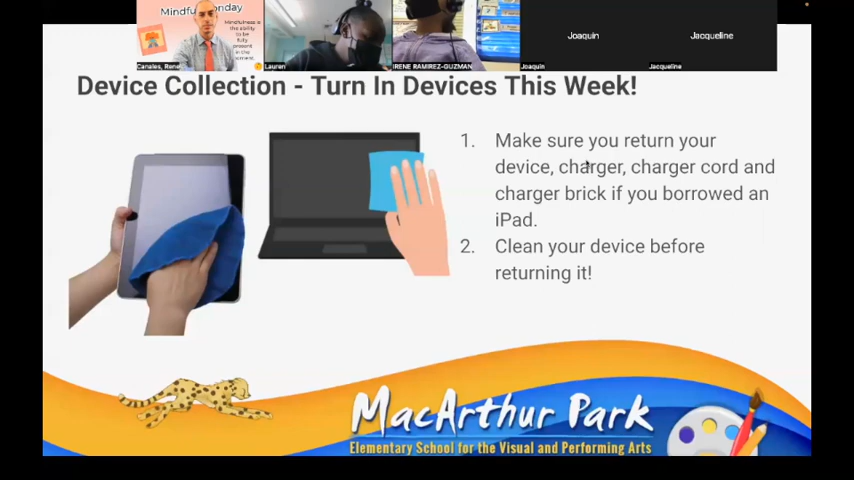 Mindful Monday
Mindfulness is
the ability
to be
fully
present
in the
moment.
Canales, Rene
Lauren
IRENE RAMIREZ-GUZMAN
Joaquin
Joaquin
Jacqueline
Jacqueline
Device Collection - Turn In Devices This Week!
1. Make sure you return your
device, charger, charger cord and
charger brick if you borrowed an
iPad.
2. Clean your device before
returning it!
MacArthur Park
Elementary School for the Visual and Performing Arts